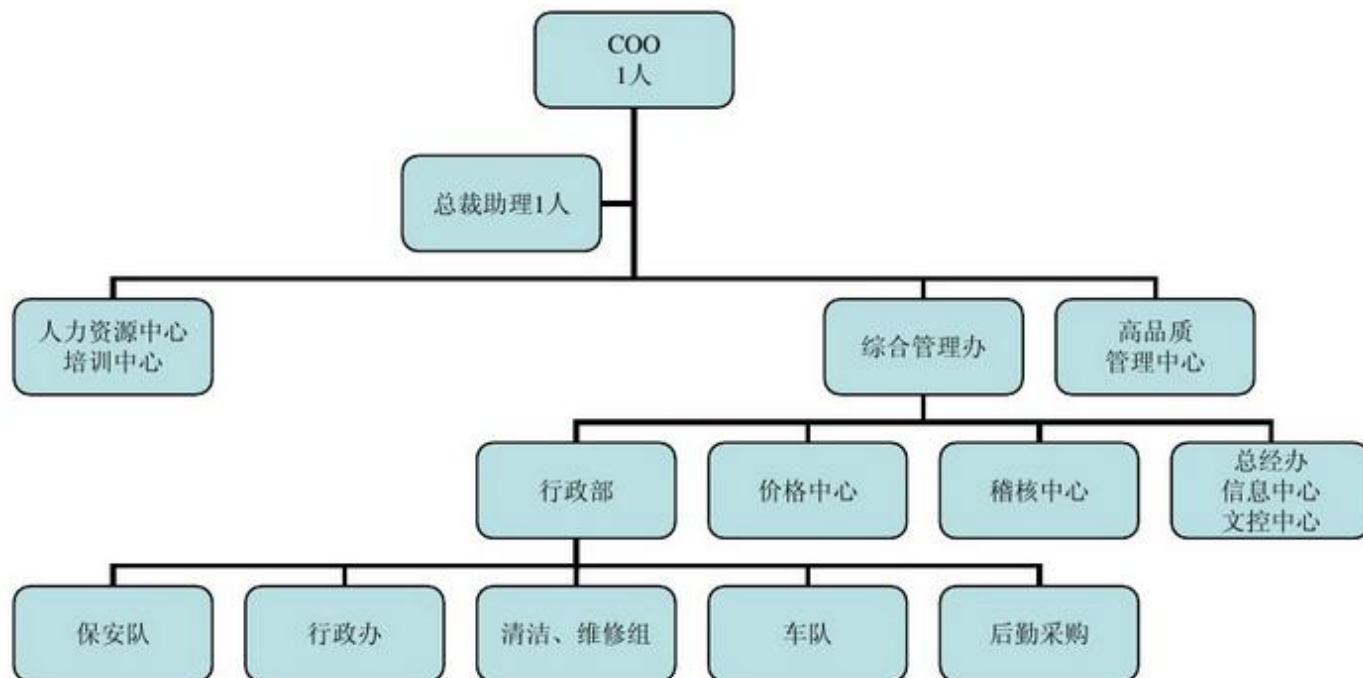 COO
1人
总裁助理1人
人力资源中心
培训中心
综合管理办
高品质
管理中心
行政部
价格中心
稽核中心
总经办
信息中心
文控中心
保安队
行政办
清洁、维修组
车队
后勤采购